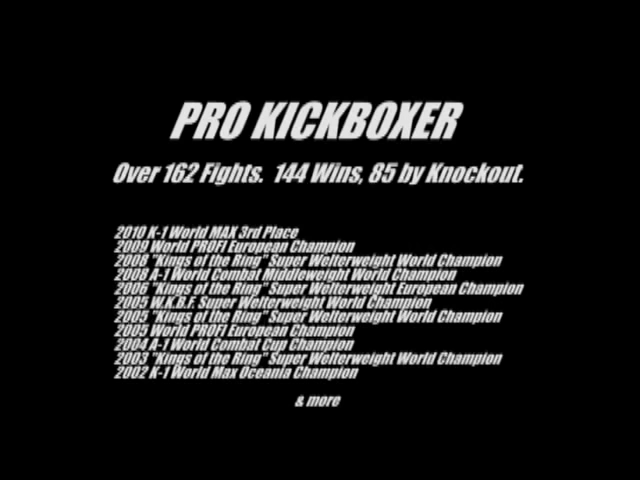 PRO KICKBOXER
Over 162 Fights. 144 Wins, 85 by Knockout.
2010 K-1 World MAX 3rd Place
2009 World PROFI European Champion
2008 "Kings of the Ring" Super Welterweight World Champion
2008 A-1 World Combat Middleweight World Champion
2006 "Kings of the Ring" Super Welterweight European Champion
2005 W.K.B.F. Super Welterweight World Champion
2005 "Kings of the Ring" Super Welterweight World Champion
2005 World PROFI European Champion
2004 A-1 World Combat Cup Champion
2003 "Kings of the Ring" Super Welterweight World Champion
2002 K-1 World Max Oceania Champion
& more